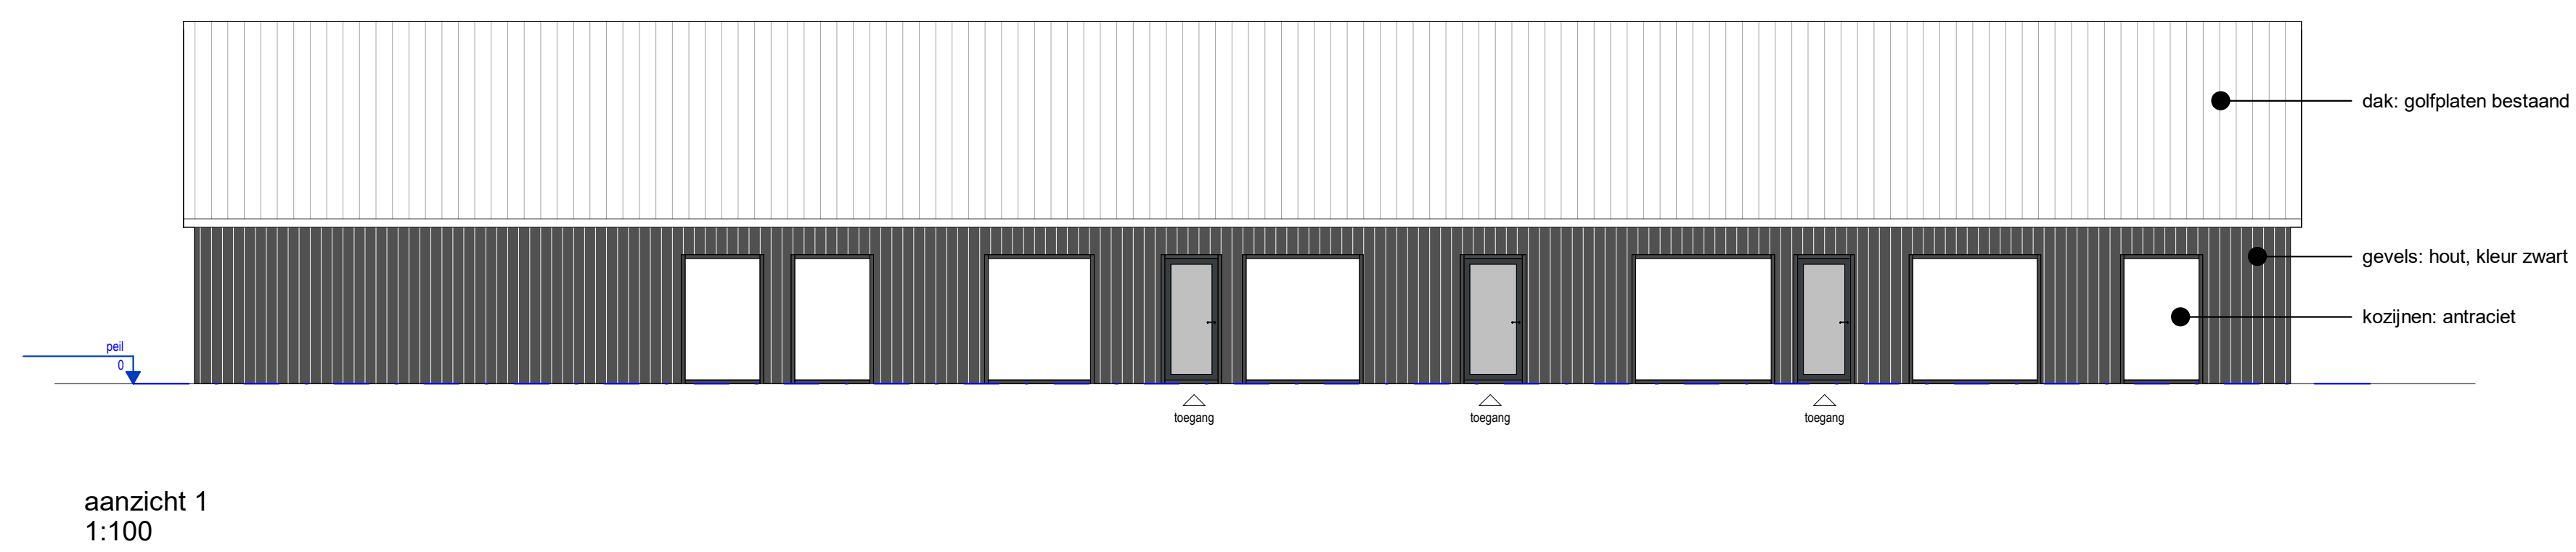 dak: golfplaten bestaand
gevels: hout, kleur zwart
kozijnen: antraciet
peil
0
toegang
toegang
toegang
aanzicht 1
1:100